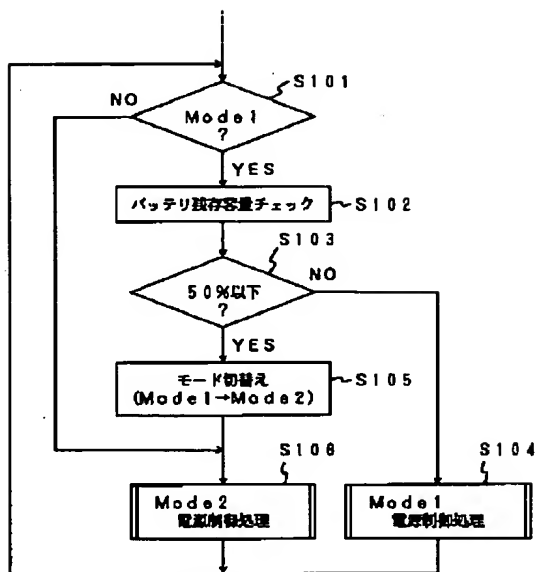 S101
NO
Mode1
?
YES
バッテリ残存容量チェック
S102
S103
NO
50%以下
?
YES
モード切替え
(Mode1→Mode2)
S105
S106
S104
Mode2
電源制御処理
Mode1
電源制御処理